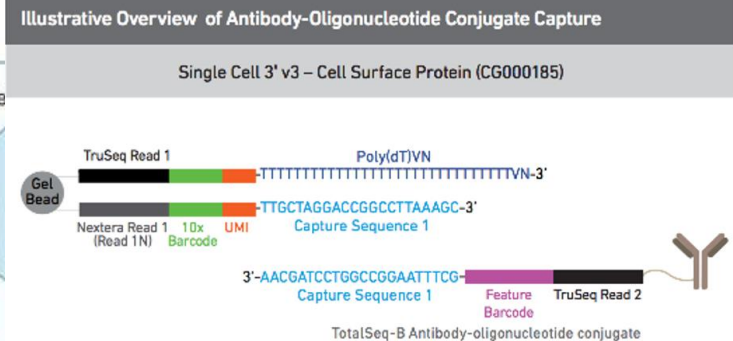 Illustrative Overview of Antibody-Oligonucleotide Conjugate Capture
Single Cell 3' v3 – Cell Surface Protein (CG000185)
TruSeq Read 1
Poly(dT)VN
-TTTTTTTTTTTTTTTTTTTTTTTTTTTTTTVN-3'
Gel
Bead
-TTGCTAGGACCGGCCTTAAAGC-3'
Nextera Read 1
(Read 1N)
10x
Barcode
UMI
Capture Sequence 1
3'-AACGATCCTGGCCGGAATTTCG-
Capture Sequence 1
Feature
Barcode
TruSeq Read 2
TotalSeq-B Antibody-oligonucleotide conjugate